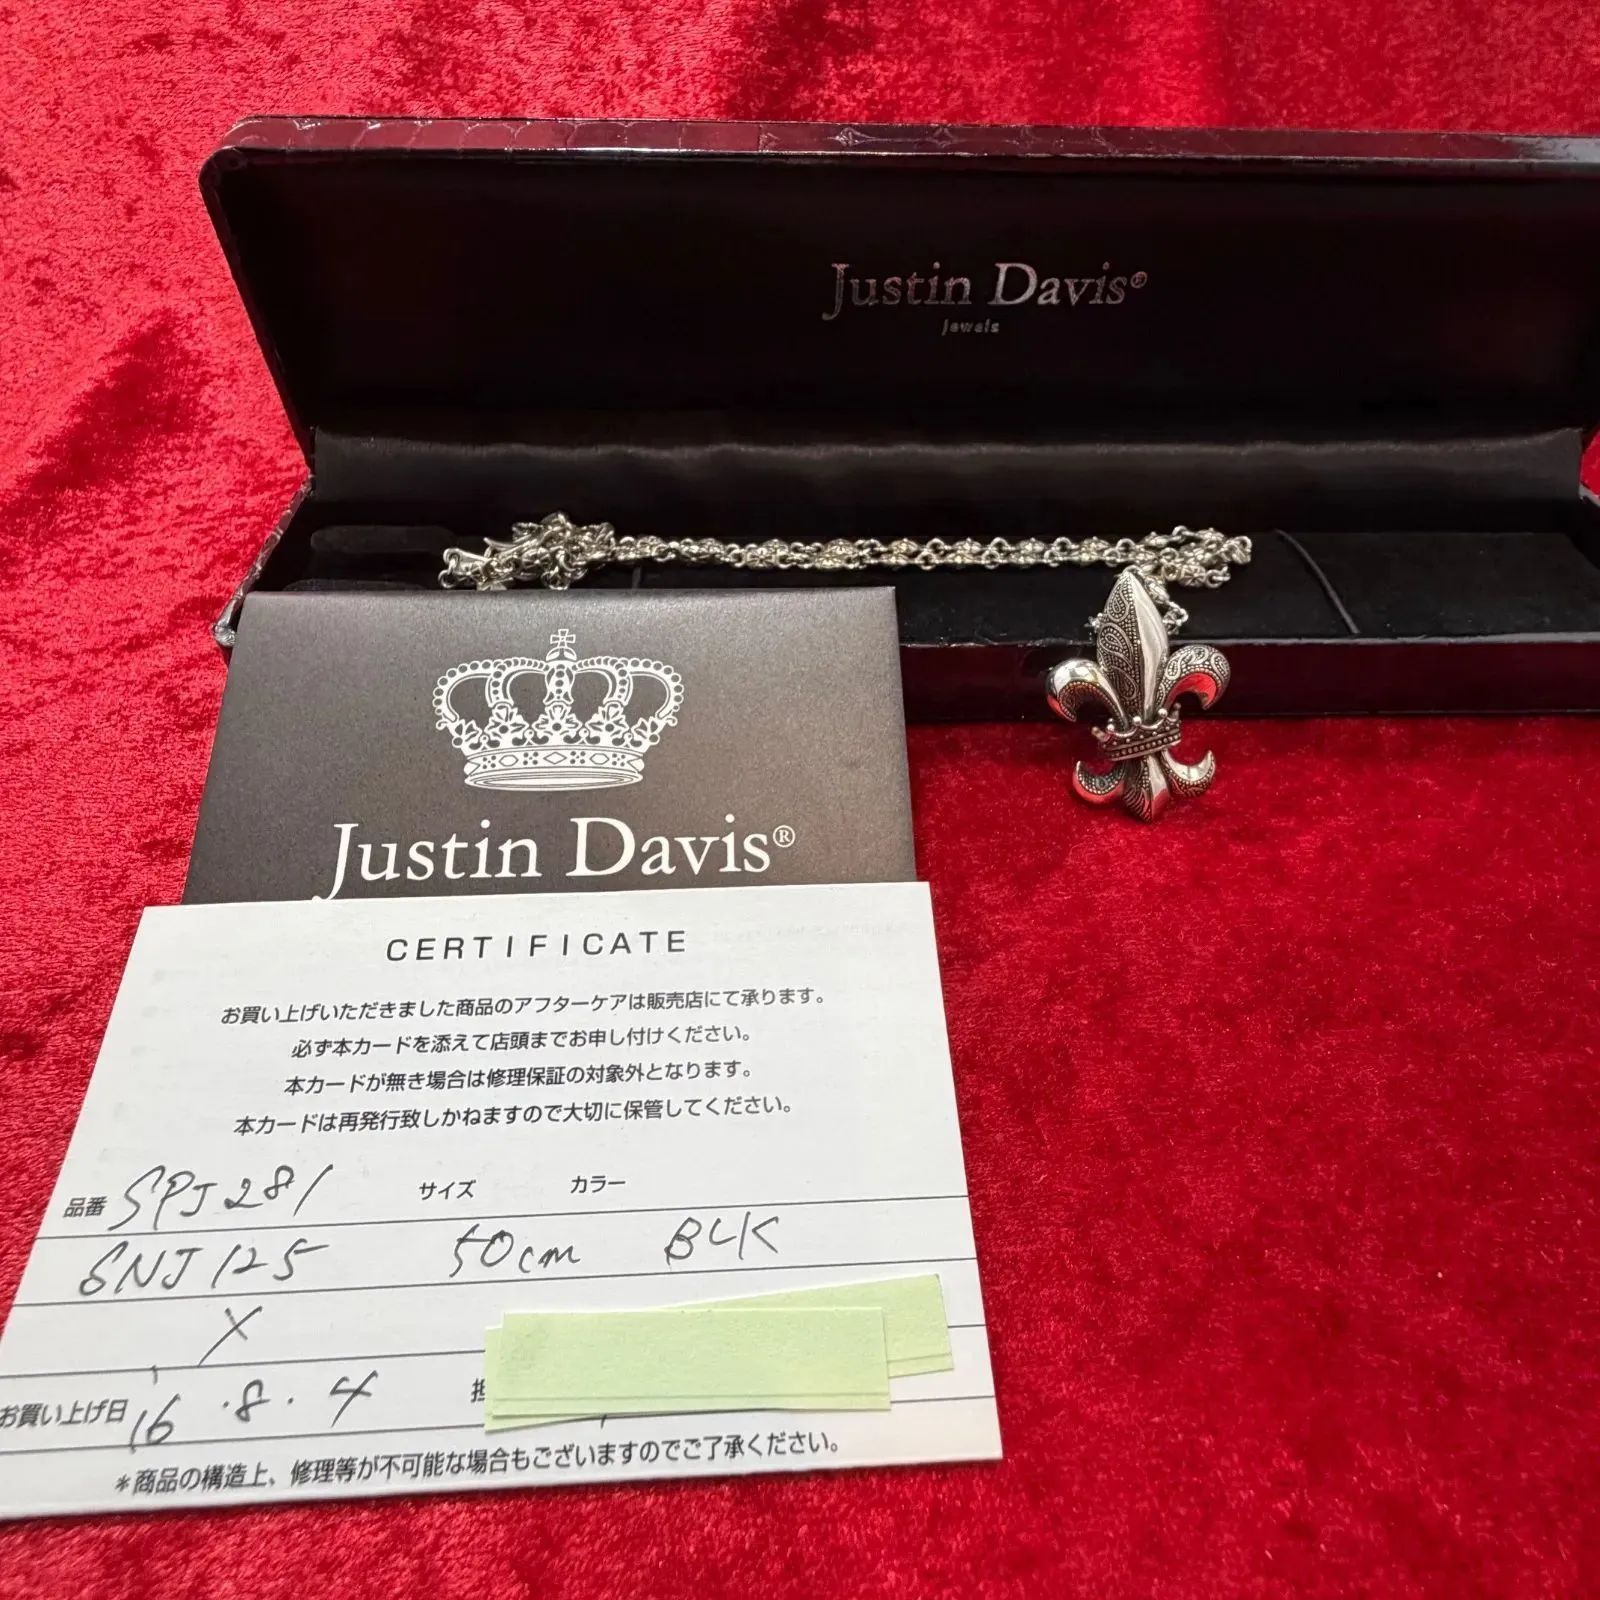 Justin Davis®
Jewels
Justin Davis®
CERTIFICATE
お買い上げいただきました商品のアフターケアは販売店にて承ります。
必ず本カードを添えて店頭までお申し付けください。
本カードが無き場合は修理保証の対象外となります。
本カードは再発行致しかねますので大切に保管してください。
品番 SPJ281 サイズ カラー
SNJ125 50cm BLK
X
お買い上げ日 '16.8.4 担
*商品の構造上、修理等が不可能な場合もございますのでご了承ください。